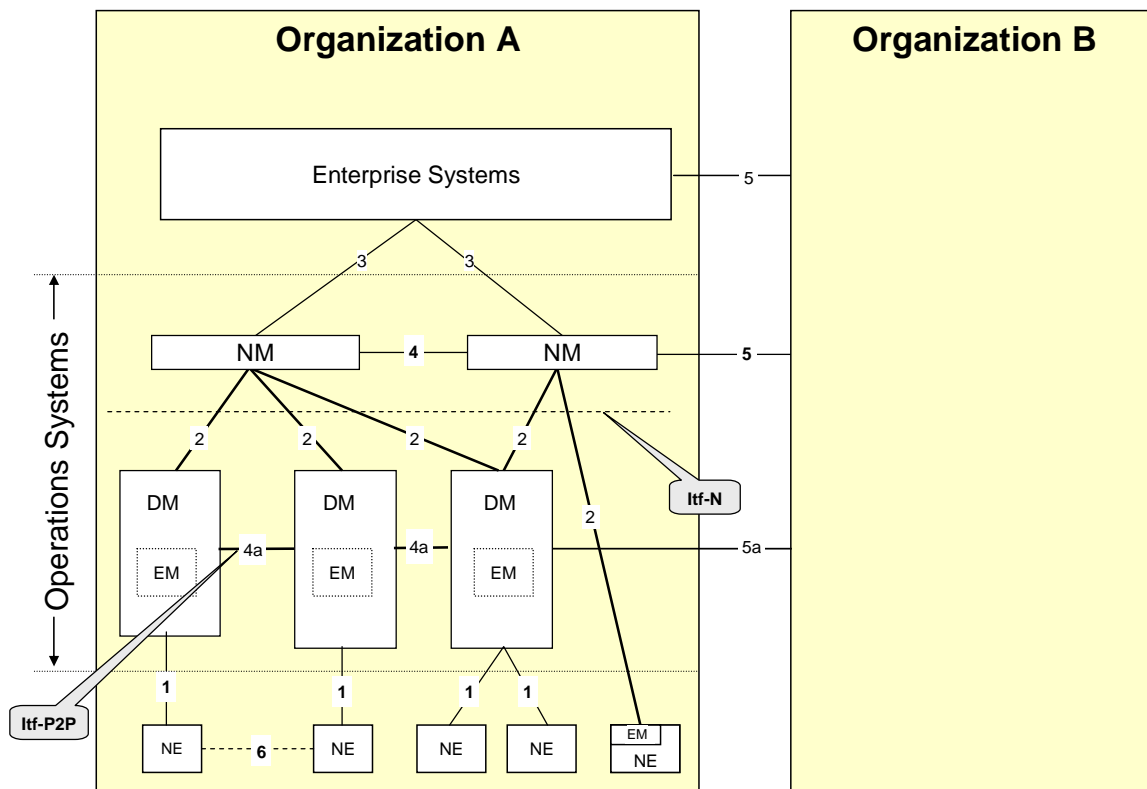 Organization A
Organization B
Enterprise Systems
5
3
3
Operations Systems
NM
4
NM
5
2
2
2
2
Itf-N
DM
DM
DM
2
4a
4a
5a
EM
EM
EM
1
1
1
1
Itf-P2P
NE
6
NE
NE
NE
EM
NE